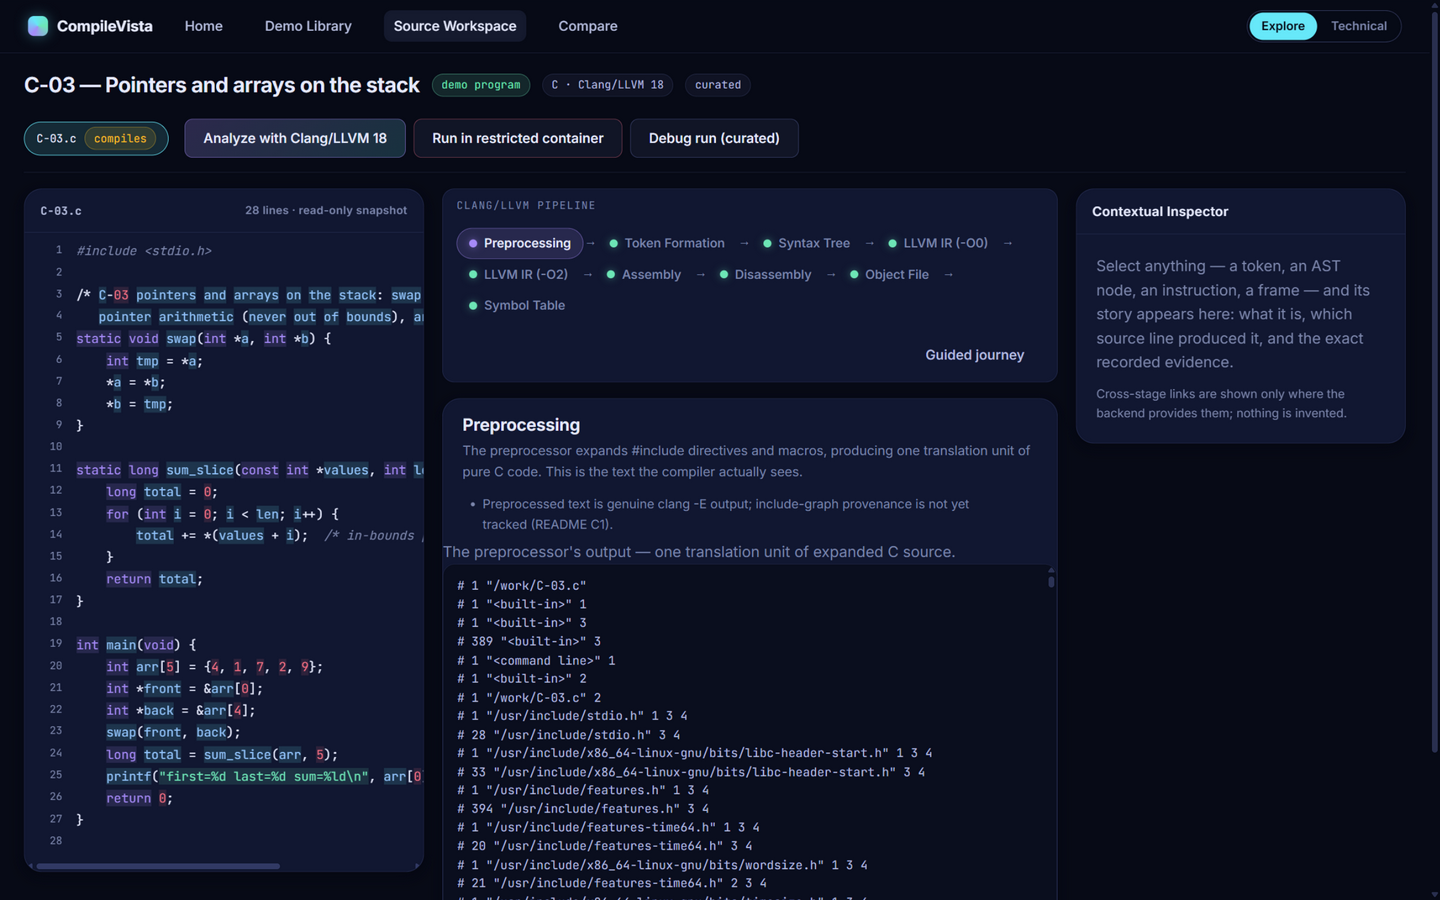 CompileVista
Home
Demo Library
Source Workspace
Compare
Explore
Technical
C-03 — Pointers and arrays on the stack
demo program
C · Clang/LLVM 18
curated
C-03.c
compiles
Analyze with Clang/LLVM 18
Run in restricted container
Debug run (curated)
C-03.c
28 lines · read-only snapshot
1 #include <stdio.h>
2
3 /* C-03 pointers and arrays on the stack: swap
4    pointer arithmetic (never out of bounds),
5 static void swap(int *a, int *b) {
6     int tmp = *a;
7     *a = *b;
8     *b = tmp;
9 }
10
11 static long sum_slice(const int *values, int
12     long total = 0;
13     for (int i = 0; i < len; i++) {
14         total += *(values + i);  /* in-bounds
15     }
16     return total;
17 }
18
19 int main(void) {
20     int arr[5] = {4, 1, 7, 2, 9};
21     int *front = &arr[0];
22     int *back = &arr[4];
23     swap(front, back);
24     long total = sum_slice(arr, 5);
25     printf("first=%d last=%d sum=%ld\n", arr[0
26     return 0;
27 }
28
CLANG/LLVM PIPELINE
Preprocessing → Token Formation → Syntax Tree → LLVM IR (-O0) →
LLVM IR (-O2) → Assembly → Disassembly → Object File →
Symbol Table
Guided journey
Preprocessing
The preprocessor expands #include directives and macros, producing one translation unit of
pure C code. This is the text the compiler actually sees.
• Preprocessed text is genuine clang -E output; include-graph provenance is not yet
tracked (README C1).
The preprocessor's output — one translation unit of expanded C source.
# 1 "/work/C-03.c"
# 1 "<built-in>" 1
# 1 "<built-in>" 3
# 389 "<built-in>" 3
# 1 "<command line>" 1
# 1 "<built-in>" 2
# 1 "/work/C-03.c" 2
# 1 "/usr/include/stdio.h" 1 3 4
# 28 "/usr/include/stdio.h" 3 4
# 1 "/usr/include/x86_64-linux-gnu/bits/libc-header-start.h" 1 3 4
# 33 "/usr/include/x86_64-linux-gnu/bits/libc-header-start.h" 3 4
# 1 "/usr/include/features.h" 1 3 4
# 394 "/usr/include/features.h" 3 4
# 1 "/usr/include/features-time64.h" 1 3 4
# 20 "/usr/include/features-time64.h" 3 4
# 1 "/usr/include/x86_64-linux-gnu/bits/wordsize.h" 1 3 4
# 21 "/usr/include/features-time64.h" 2 3 4
Contextual Inspector
Select anything — a token, an AST
node, an instruction, a frame — and its
story appears here: what it is, which
source line produced it, and the exact
recorded evidence.
Cross-stage links are shown only where the
backend provides them; nothing is invented.